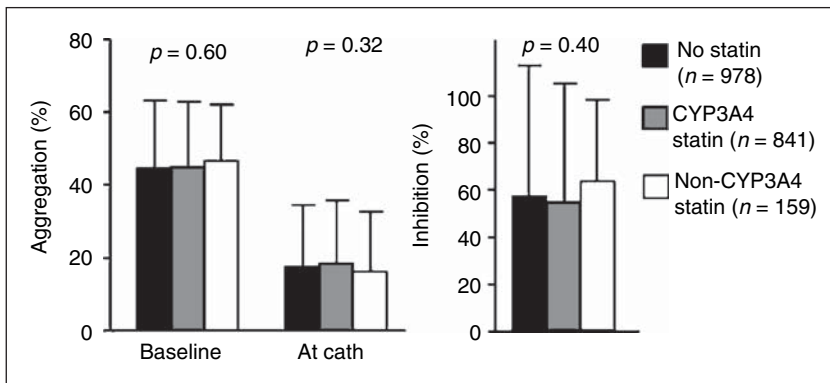 80
60
40
20
0
Aggregation (%)
p = 0.60
p = 0.32
Baseline
At cath
100
80
60
40
20
0
Inhibition (%)
p = 0.40
No statin
(n = 978)
CYP3A4
statin (n = 841)
Non-CYP3A4
statin (n = 159)